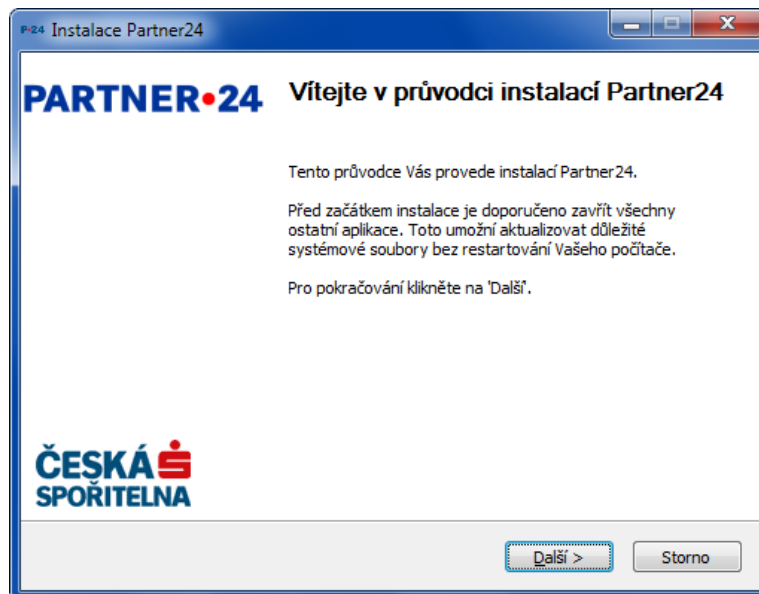 P•24 Instalace Partner24
PARTNER•24
Vítejte v průvodci instalací Partner24
Tento průvodce Vás provede instalací Partner24.
Před začátkem instalace je doporučeno zavřít všechny
ostatní aplikace. Toto umožní aktualizovat důležité
systémové soubory bez restartování Vašeho počítače.
Pro pokračování klikněte na 'Další'.
ČESKÁ
SPOŘITELNA
Další >
Storno